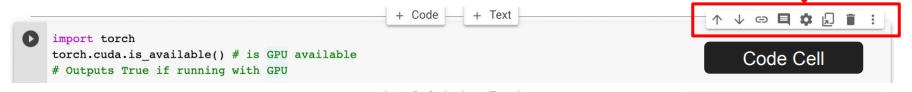 + Code + Text
import torch
torch.cuda.is_available() # is GPU available
# Outputs True if running with GPU
Code Cell